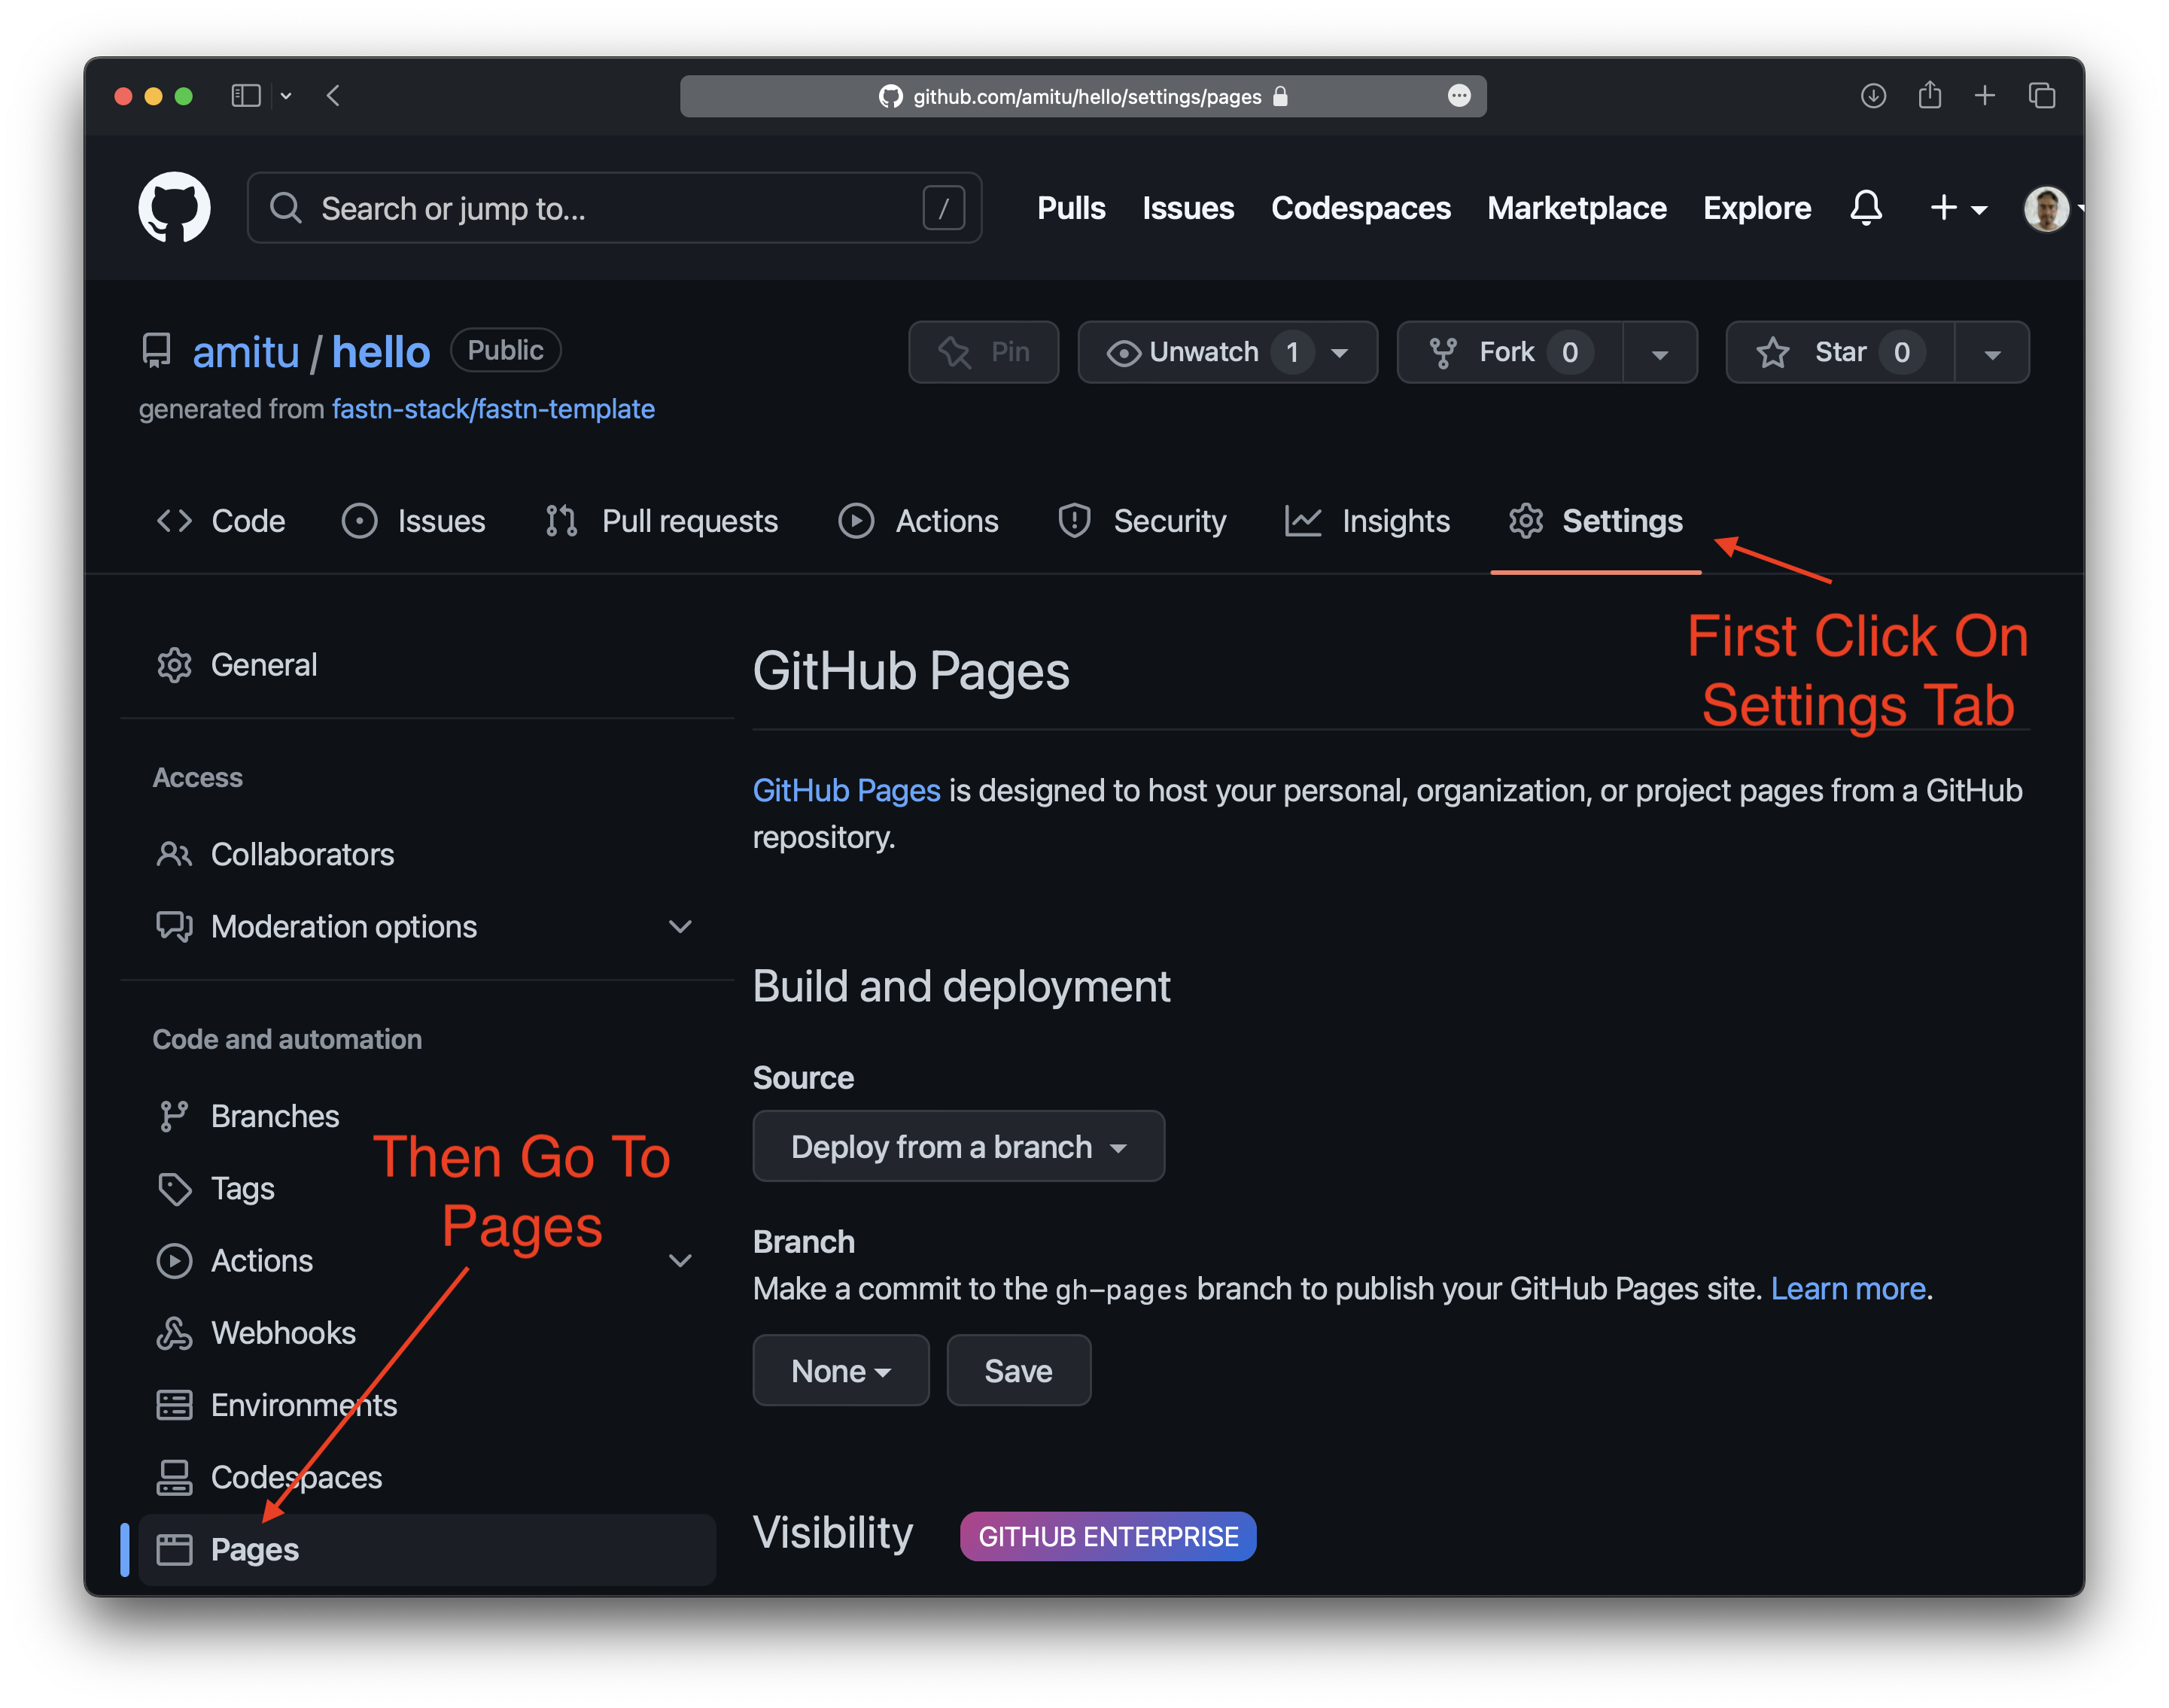 github.com/amitu/hello/settings/pages
Search or jump to...
/
Pulls
Issues
Codespaces
Marketplace
Explore
amitu / hello
Public
Pin
Unwatch 1
Fork 0
Star 0
generated from fastn-stack/fastn-template
Code
Issues
Pull requests
Actions
Security
Insights
Settings
First Click On
Settings Tab
General
Access
Collaborators
Moderation options
Code and automation
Branches
Tags
Actions
Webhooks
Environments
Codespaces
Pages
Then Go To
Pages
GitHub Pages
GitHub Pages is designed to host your personal, organization, or project pages from a GitHub
repository.
Build and deployment
Source
Deploy from a branch
Branch
Make a commit to the gh-pages branch to publish your GitHub Pages site. Learn more.
None
Save
Visibility
GITHUB ENTERPRISE